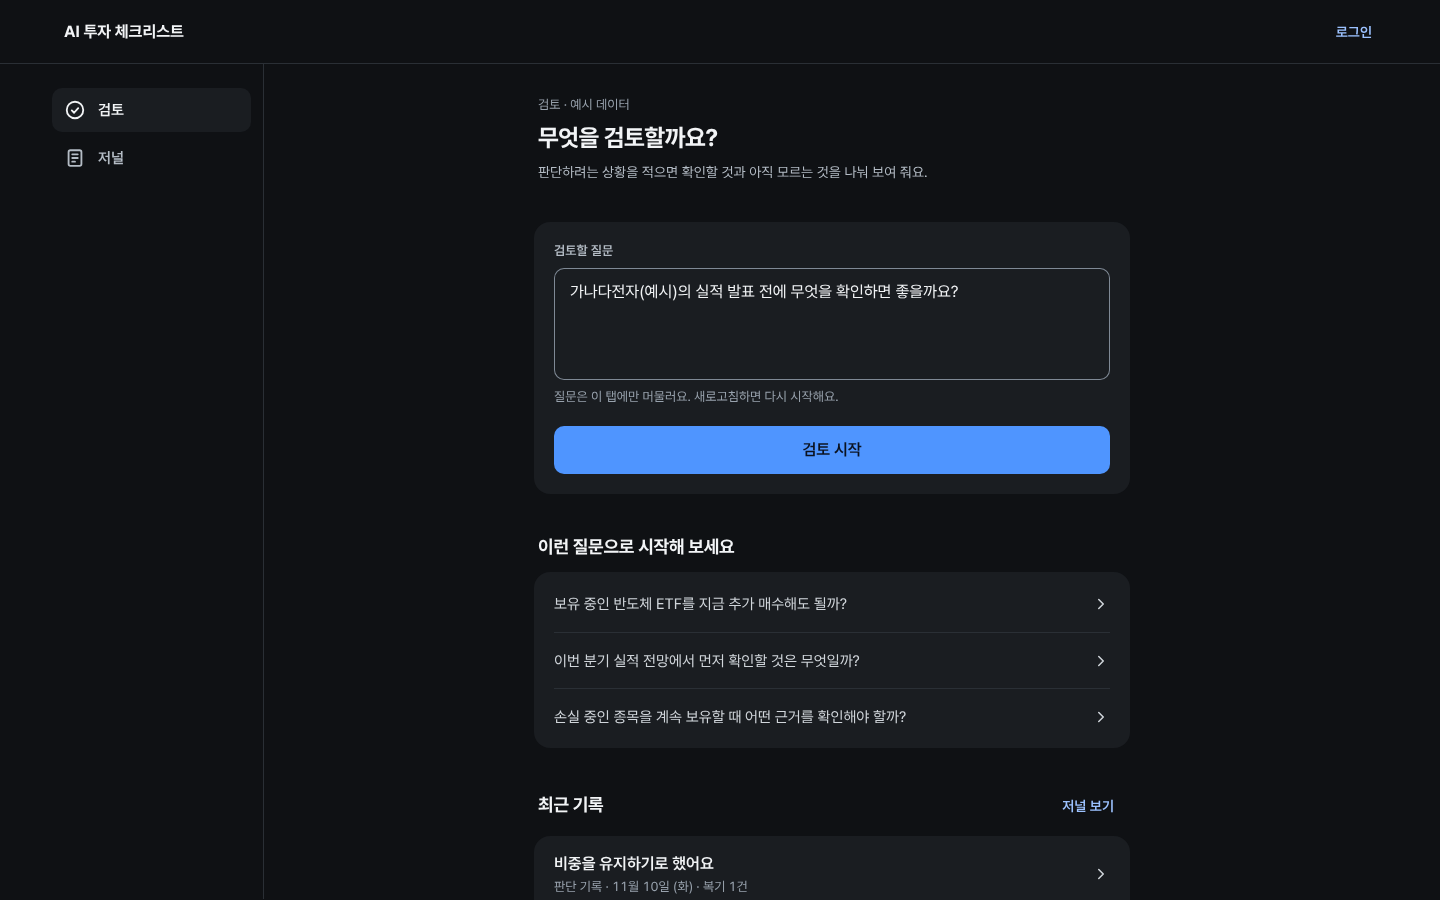 AI 투자 체크리스트
로그인
검토
저널
검토 · 예시 데이터
무엇을 검토할까요?
판단하려는 상황을 적으면 확인할 것과 아직 모르는 것을 나눠 보여 줘요.
검토할 질문
가나다전자(예시)의 실적 발표 전에 무엇을 확인하면 좋을까요?
질문은 이 탭에만 머물러요. 새로고침하면 다시 시작해요.
검토 시작
이런 질문으로 시작해 보세요
보유 중인 반도체 ETF를 지금 추가 매수해도 될까?
이번 분기 실적 전망에서 먼저 확인할 것은 무엇일까?
손실 중인 종목을 계속 보유할 때 어떤 근거를 확인해야 할까?
최근 기록
저널 보기
비중을 유지하기로 했어요
판단 기록 · 11월 10일 (화) · 복기 1건